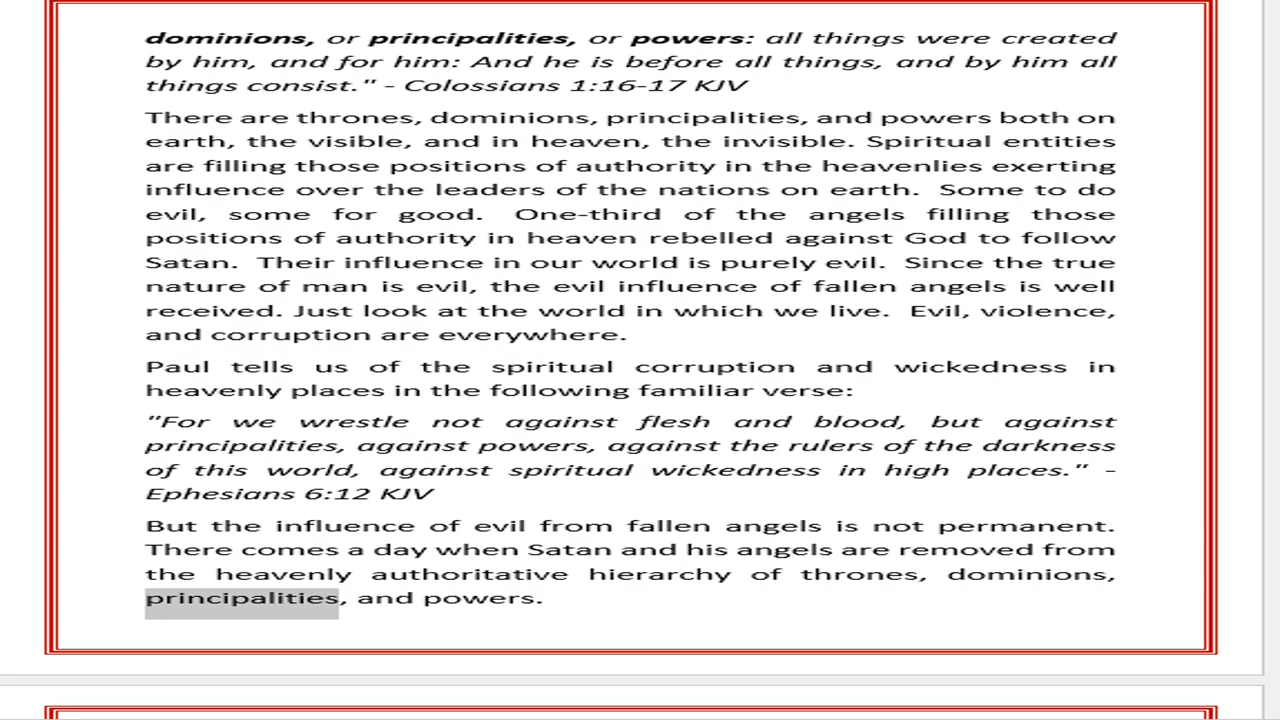 dominions, or principalities, or powers: all things were created
by him, and for him: And he is before all things, and by him all
things consist." - Colossians 1:16-17 KJV
There are thrones, dominions, principalities, and powers both on
earth, the visible, and in heaven, the invisible. Spiritual entities
are filling those positions of authority in the heavenlies exerting
influence over the leaders of the nations on earth. Some to do
evil, some for good. One-third of the angels filling those
positions of authority in heaven rebelled against God to follow
Satan. Their influence in our world is purely evil. Since the true
nature of man is evil, the evil influence of fallen angels is well
received. Just look at the world in which we live. Evil, violence,
and corruption are everywhere.
Paul tells us of the spiritual corruption and wickedness in
heavenly places in the following familiar verse:
"For we wrestle not against flesh and blood, but against
principalities, against powers, against the rulers of the darkness
of this world, against spiritual wickedness in high places." -
Ephesians 6:12 KJV
But the influence of evil from fallen angels is not permanent.
There comes a day when Satan and his angels are removed from
the heavenly authoritative hierarchy of thrones, dominions,
principalities, and powers.